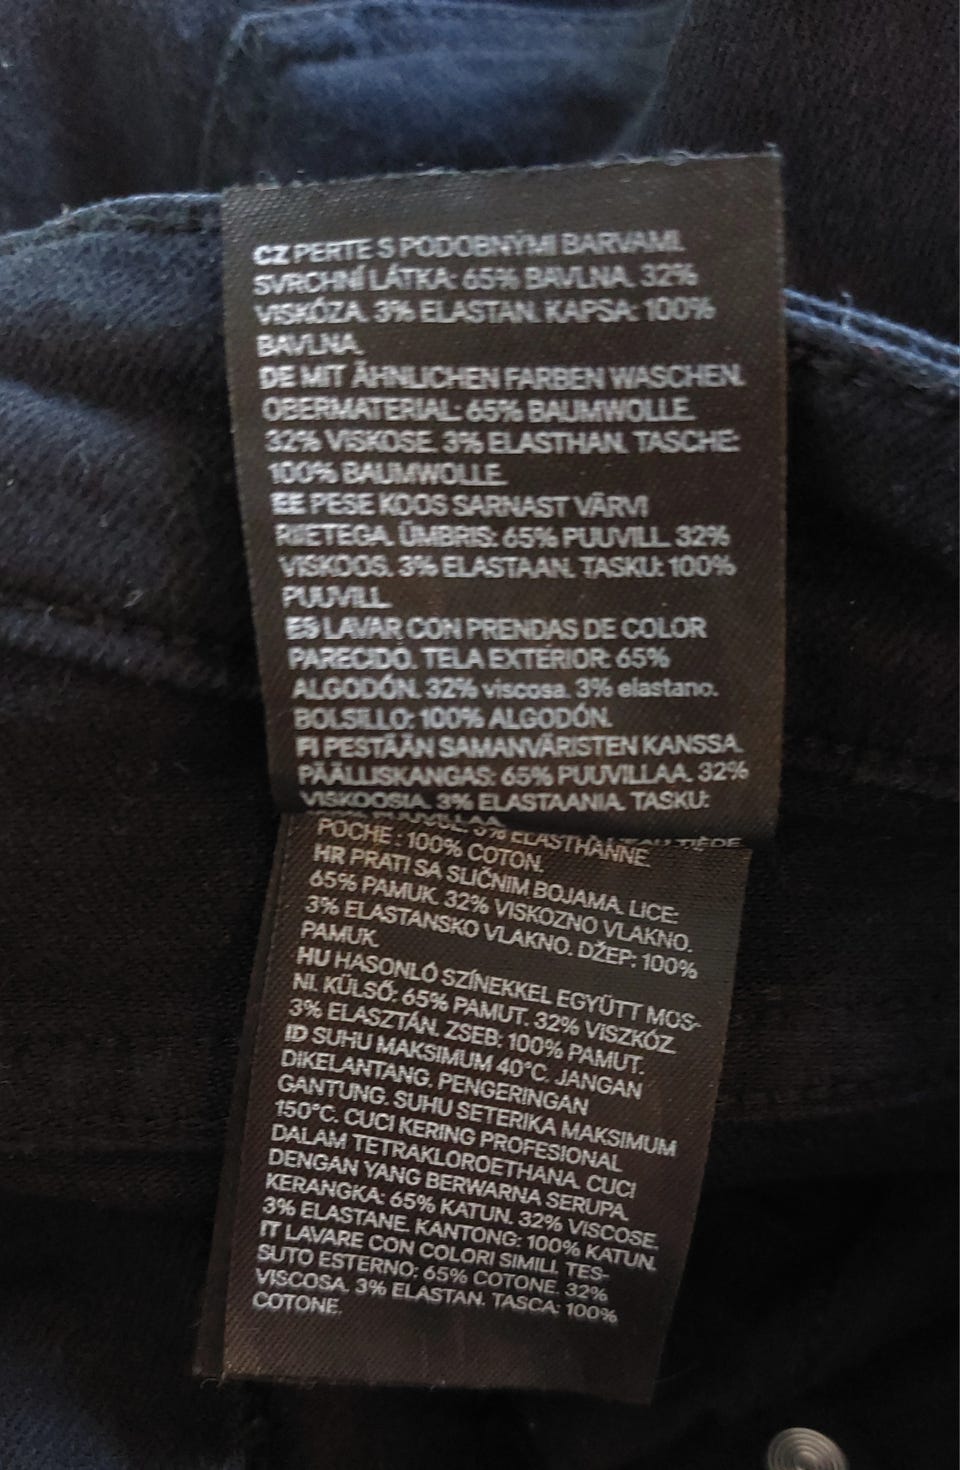 CZ PERTE S PODOBNÝMI BARVAMI.
SVRCHNÍ LÁTKA: 65% BAVLNA. 32%
VISKÓZA. 3% ELASTAN. KAPSA: 100%
BAVLNA.
DE MIT ÄHNLICHEN FARBEN WASCHEN.
OBERMATERIAL: 65% BAUMWOLLE.
32% VISKOSE. 3% ELASTHAN. TASCHE:
100% BAUMWOLLE.
EE PESE KOOS SARNAST VÄRVI
RIIETEGA. ÜMBRIS: 65% PUUVILL. 32%
VISKOOS. 3% ELASTAAN. TASKU: 100%
PUUVILL.
ES LAVAR CON PRENDAS DE COLOR
PARECIDO. TELA EXTERIOR: 65%
ALGODÓN. 32% viscosa. 3% elastano.
BOLSILLO: 100% ALGODÓN.
FI PESTÄÄN SAMANVÄRISTEN KANSSA.
PÄÄLLISKANGAS: 65% PUUVILLAA. 32%
VISKOOSIA. 3% ELASTAANIA. TASKU:
TIÈDE
3% ELASTHANNE.
POCHE : 100% COTON.
HR PRATI SA SLIČNIM BOJAMA. LICE:
65% PAMUK. 32% VISKOZNO VLAKNO.
3% ELASTANSKO VLAKNO. DŽEP: 100%
PAMUK.
HU HASONLÓ SZÍNEKKEL EGYÜTT MOS-
NI. KÜLSŐ: 65% PAMUT. 32% VISZKÓZ.
3% ELASZTÁN. ZSEB: 100% PAMUT.
ID SUHU MAKSIMUM 40°C. JANGAN
DIKELANTANG. PENGERINGAN
GANTUNG. SUHU SETERIKA MAKSIMUM
150°C. CUCI KERING PROFESIONAL
DALAM TETRAKLOROETHANA. CUCI
DENGAN YANG BERWARNA SERUPA.
KERANGKA: 65% KATUN. 32% VISCOSE.
3% ELASTANE. KANTONG: 100% KATUN.
IT LAVARE CON COLORI SIMILI. TES-
SUTO ESTERNO: 65% COTONE. 32%
VISCOSA. 3% ELASTAN. TASCA: 100%
COTONE.